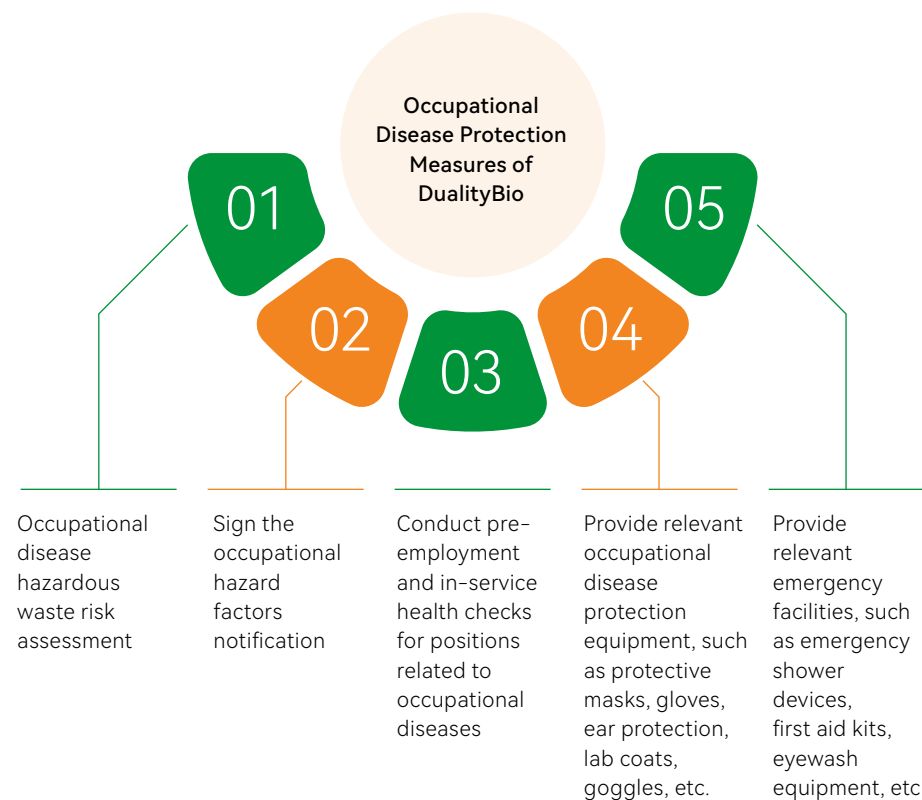 Occupational
Disease Protection
Measures of
DualityBio
01
02
03
04
05
Occupational
disease
hazardous
waste risk
assessment
Sign the
occupational
hazard
factors
notification
Conduct pre-
employment
and in-service
health checks
for positions
related to
occupational
diseases
Provide relevant
occupational
disease
protection
equipment, such
as protective
masks, gloves,
ear protection,
lab coats,
goggles, etc.
Provide
relevant
emergency
facilities, such
as emergency
shower
devices,
first aid kits,
eyewash
equipment, etc